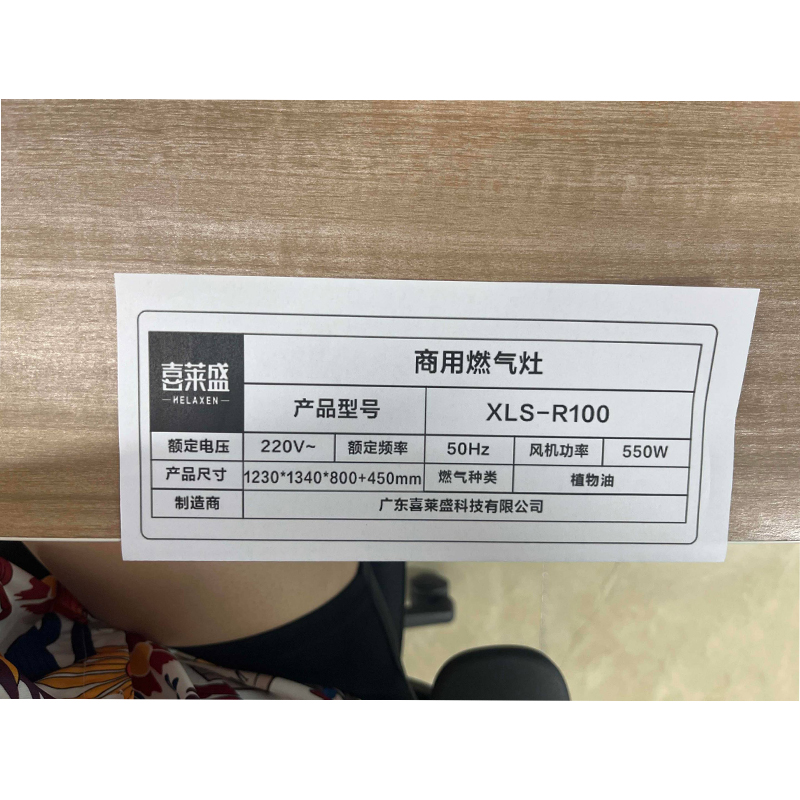 喜莱盛
HELAXEN
商用燃气灶
产品型号 XLS-R100
额定电压 220V~ 额定频率 50Hz 风机功率 550W
产品尺寸 1230*1340*800+450mm 燃气种类 植物油
制造商 广东喜莱盛科技有限公司